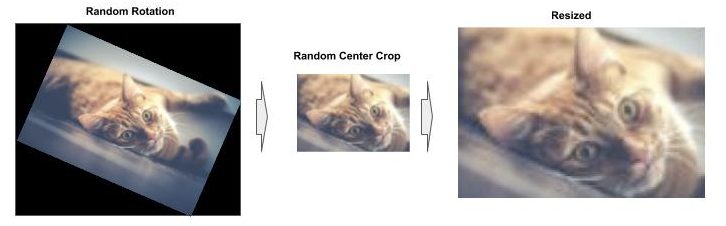 Random Rotation
Random Center Crop
Resized